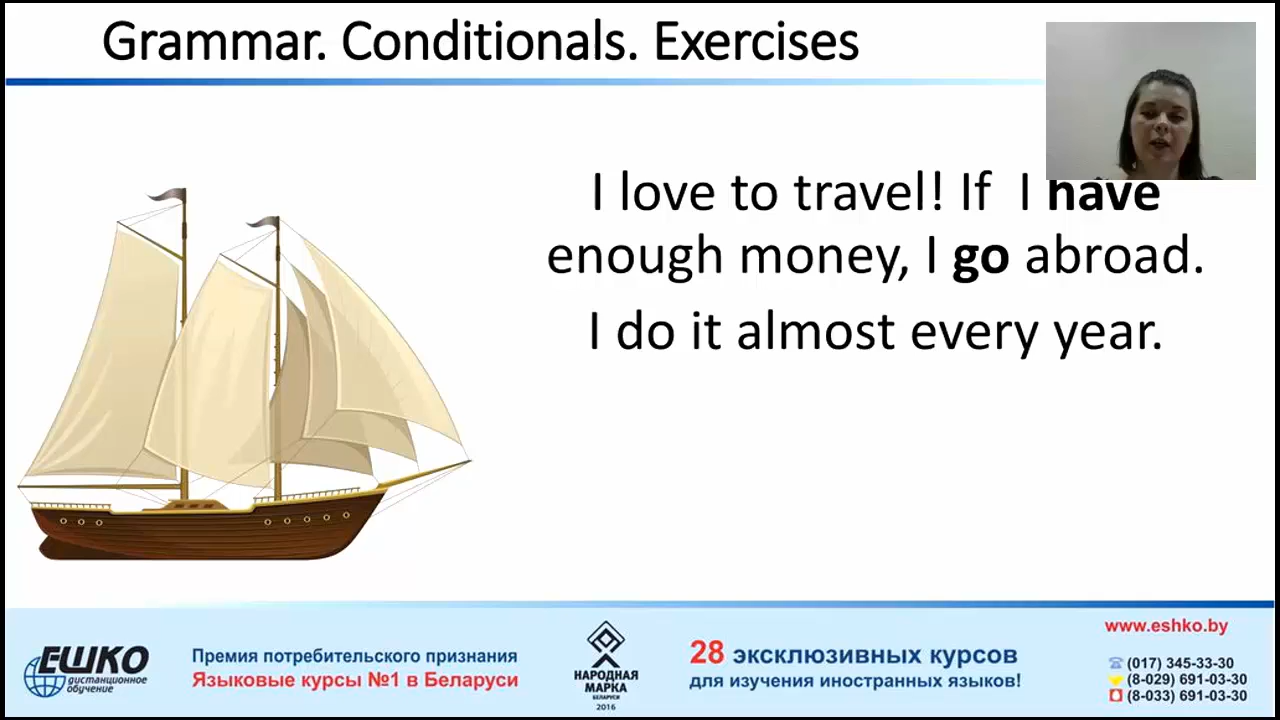 Grammar. Conditionals. Exercises
I love to travel! If I have
enough money, I go abroad.
I do it almost every year.
ЕШКО
дистанционное
обучение
Премия потребительского признания
Языковые курсы №1 в Беларуси
НАРОДНАЯ
МАРКА
БЕЛАРУСИ
2016
28 эксклюзивных курсов
для изучения иностранных языков!
www.eshko.by
(017) 345-33-30
(8-029) 691-03-30
(8-033) 691-03-30